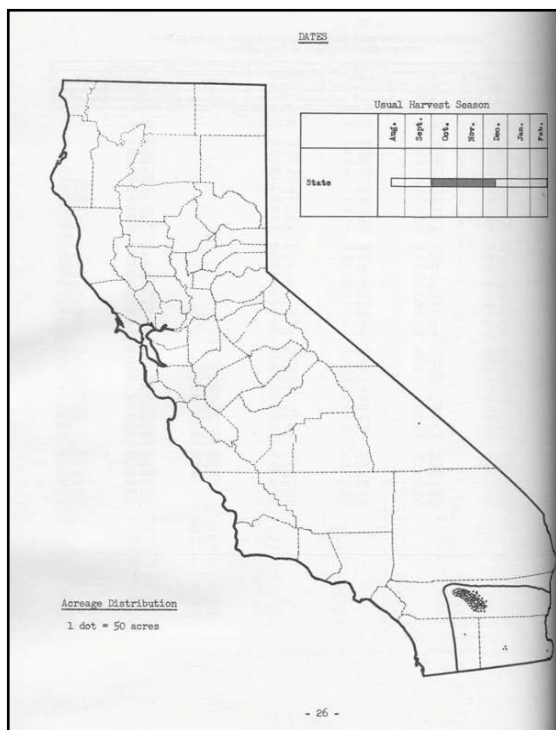 DATES
Usual Harvest Season
Aug. Sept. Oct. Nov. Dec. Jan. Feb.
State
Acreage Distribution
1 dot = 50 acres
- 26 -